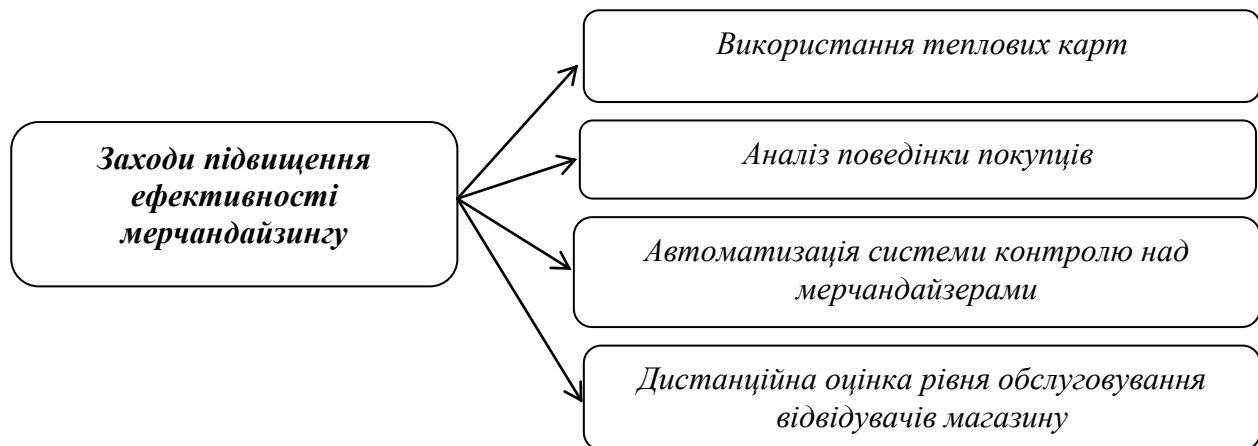 Заходи підвищення
ефективності
мерчандайзингу
Використання теплових карт
Аналіз поведінки покупців
Автоматизація системи контролю над
мерчандайзерами
Дистанційна оцінка рівня обслуговування
відвідувачів магазину